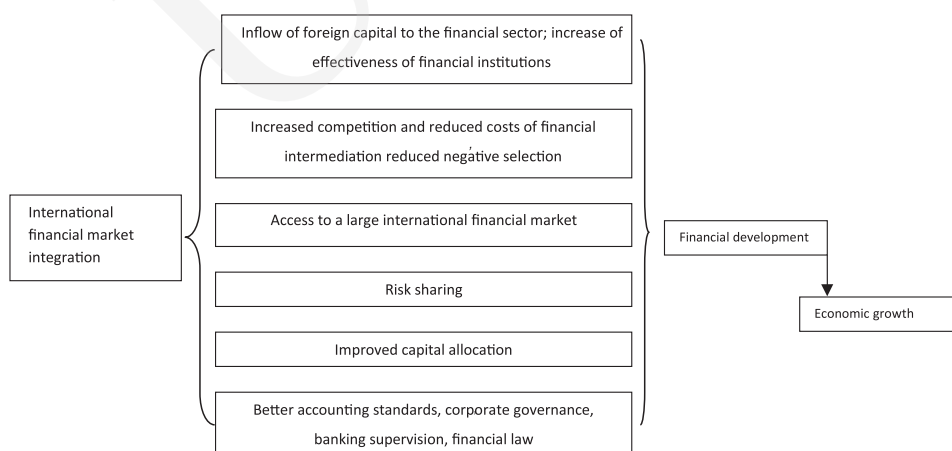 Inflow of foreign capital to the financial sector; increase of
effectiveness of financial institutions
Increased competition and reduced costs of financial
intermediation reduced negative selection
International
financial market
integration
Access to a large international financial market
Risk sharing
Improved capital allocation
Better accounting standards, corporate governance,
banking supervision, financial law
Financial development
Economic growth